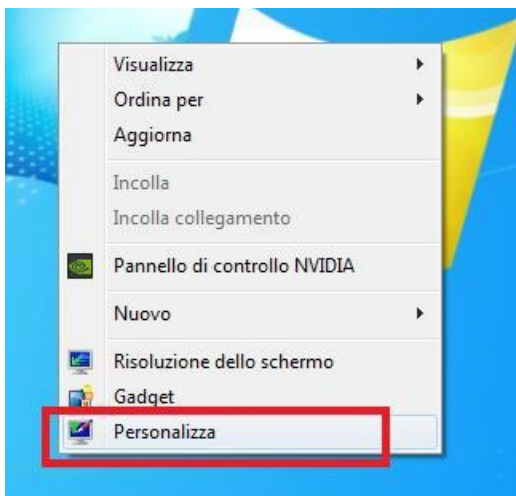 Visualizza
Ordina per
Aggiorna
Incolla
Incolla collegamento
Pannello di controllo NVIDIA
Nuovo
Risoluzione dello schermo
Gadget
Personalizza